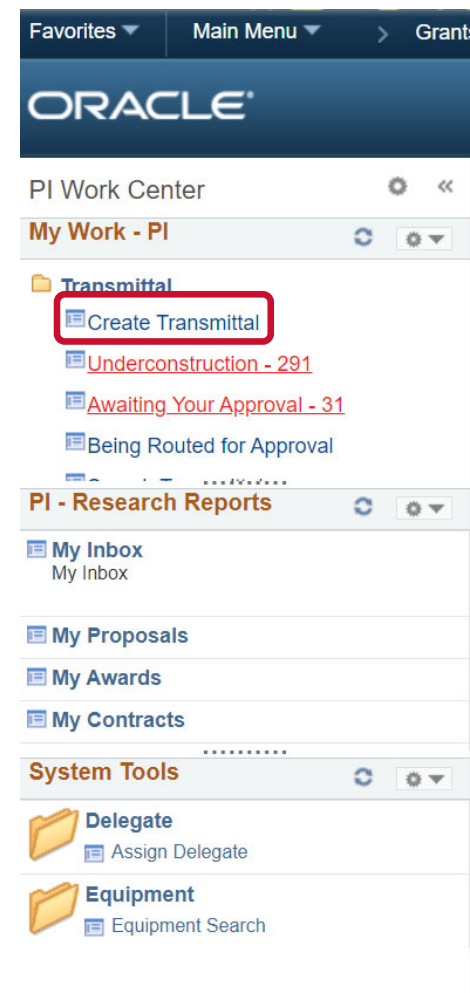 Favorites Main Menu > Grants
ORACLE
PI Work Center
My Work - PI
Transmittal
Create Transmittal
Underconstruction - 291
Awaiting Your Approval - 31
Being Routed for Approval
PI - Research Reports
My Inbox
My Inbox
My Proposals
My Awards
My Contracts
System Tools
Delegate
Assign Delegate
Equipment
Equipment Search